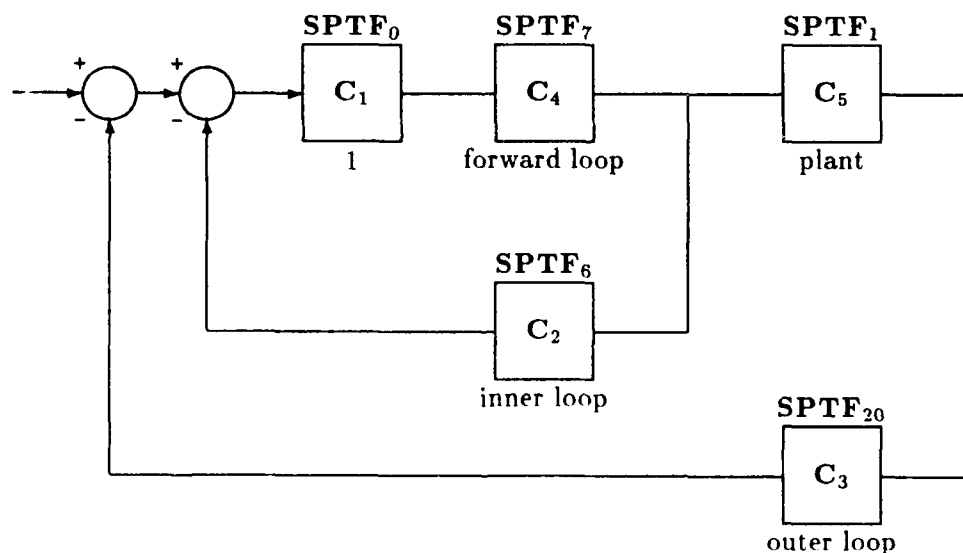 SPTF₀ SPTF₇ SPTF₁
+ +
C₁ C₄ C₅
- -
1 forward loop plant
SPTF₆
C₂
inner loop
SPTF₂₀
C₃
outer loop